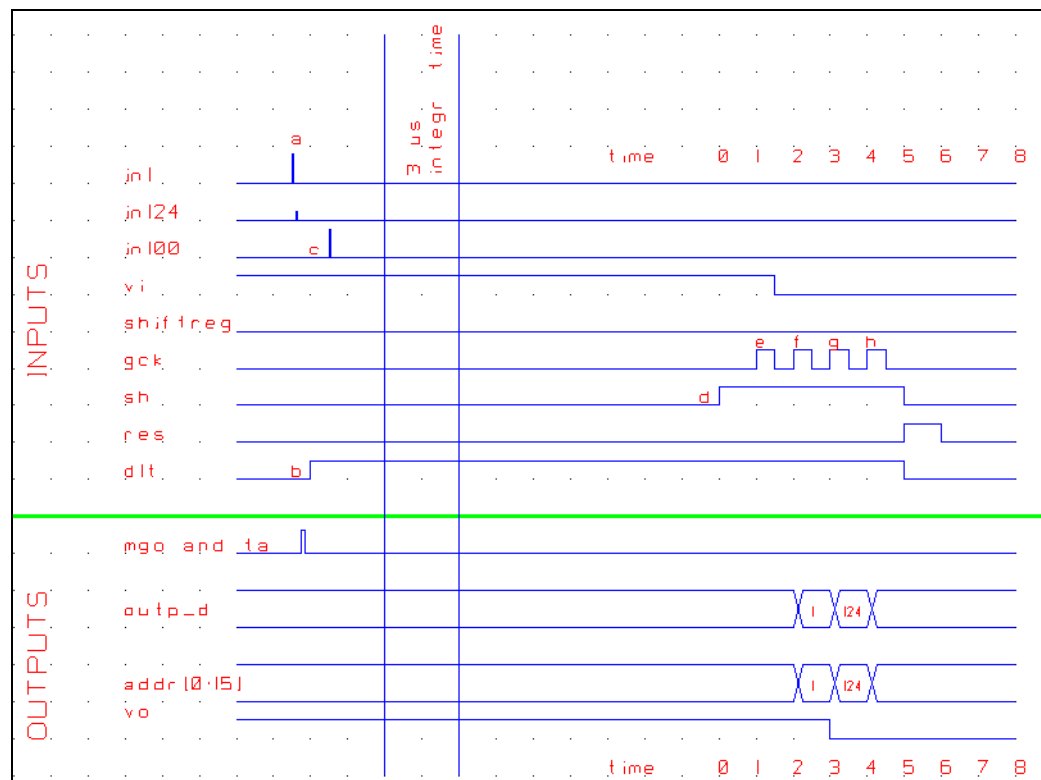 3 us
integr time
a
time 0 1 2 3 4 5 6 7 8
in1
in124
in100
c
vi
shiftreg
e f g h
gck
sh
d
res
dlt
b
INPUTS
mgo and ta
outp_d
1 124
addr[0:15]
1 124
vo
OUTPUTS
time 0 1 2 3 4 5 6 7 8